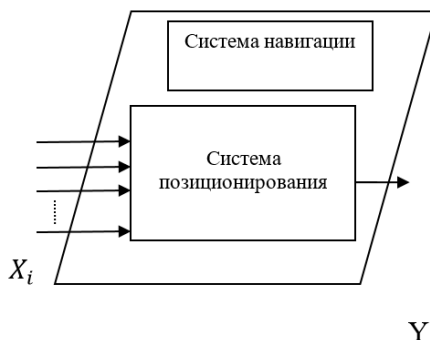 Система навигации
Система
позиционирования
X_i
Y